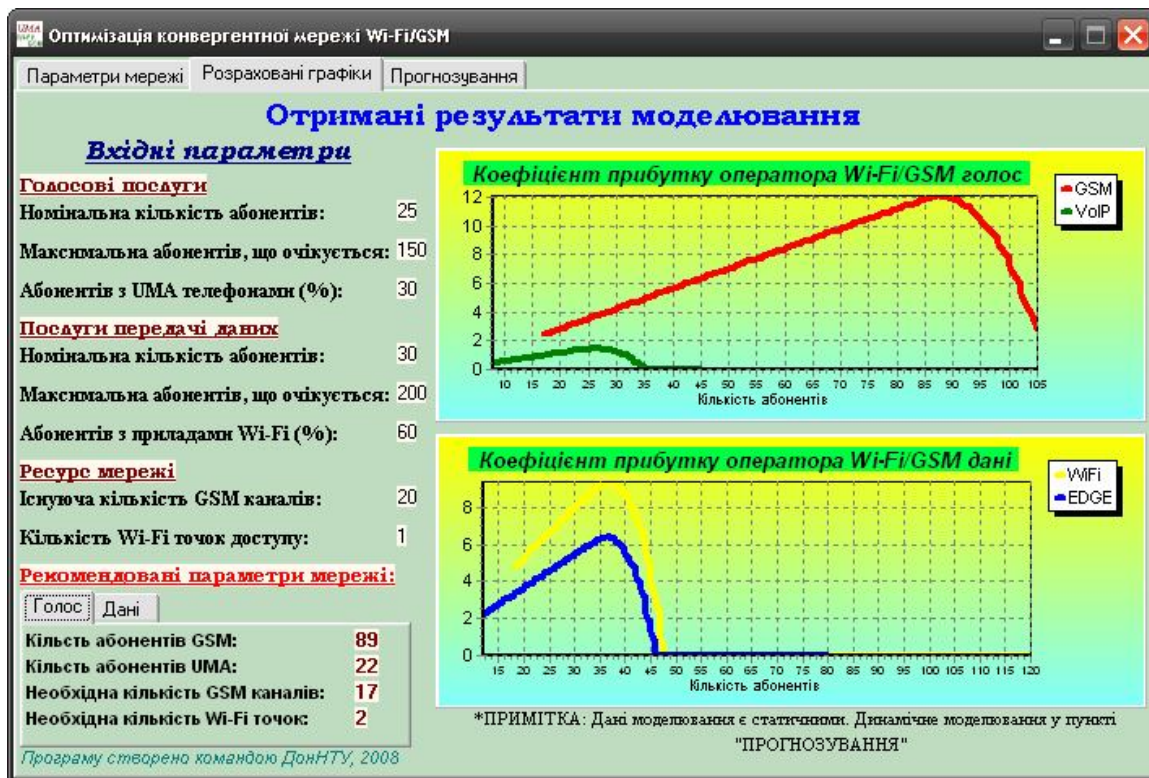 Оптимізація конвергентної мережі Wi-Fi/GSM
Параметри мережі Розраховані графіки Прогнозування
Отримані результати моделювання
Вхідні параметри
Голосові послуги
Номінальна кількість абонентів: 25
Максимальна абонентів, що очікується: 150
Абонентів з UMA телефонами (%): 30
Послуги передачі даних
Номінальна кількість абонентів: 30
Максимальна абонентів, що очікується: 200
Абонентів з приладами Wi-Fi (%): 60
Ресурс мережі
Існуюча кількість GSM каналів: 20
Кількість Wi-Fi точок доступу: 1
Рекомендовані параметри мережі:
Голос Дані
Кільсть абонентів GSM: 89
Кільсть абонентів UMA: 22
Необхідна кількість GSM каналів: 17
Необхідна кількість Wi-Fi точок: 2
Програму створено командою ДонНТУ, 2008
Коефіцієнт прибутку оператора Wi-Fi/GSM голос
GSM
VoIP
12
10
8
6
4
2
0
10 15 20 25 30 35 40 45 50 55 60 65 70 75 80 85 90 95 100 105
Кількість абонентів
Коефіцієнт прибутку оператора Wi-Fi/GSM дані
WiFi
EDGE
8
6
4
2
0
15 20 25 30 35 40 45 50 55 60 65 70 75 80 85 90 95 100 105 110 120
Кількість абонентів
*ПРИМІТКА: Дані моделювання є статичними. Динамічне моделювання у пункті
"ПРОГНОЗУВАННЯ"